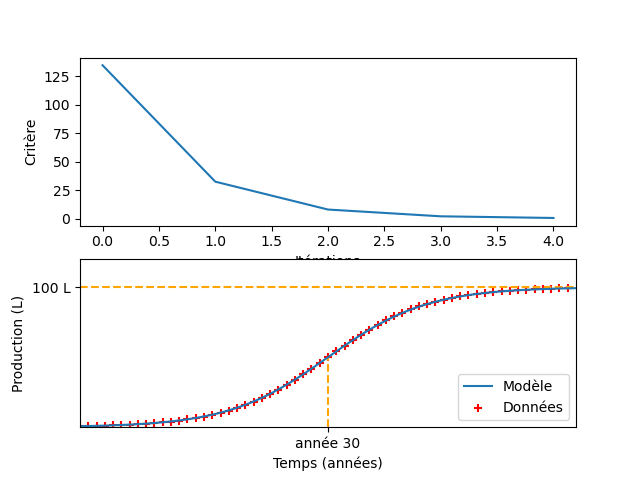 Critère
125
100
75
50
25
0
0.0 0.5 1.0 1.5 2.0 2.5 3.0 3.5 4.0
Itérations
Production (L)
100 L
Modèle
Données
année 30
Temps (années)